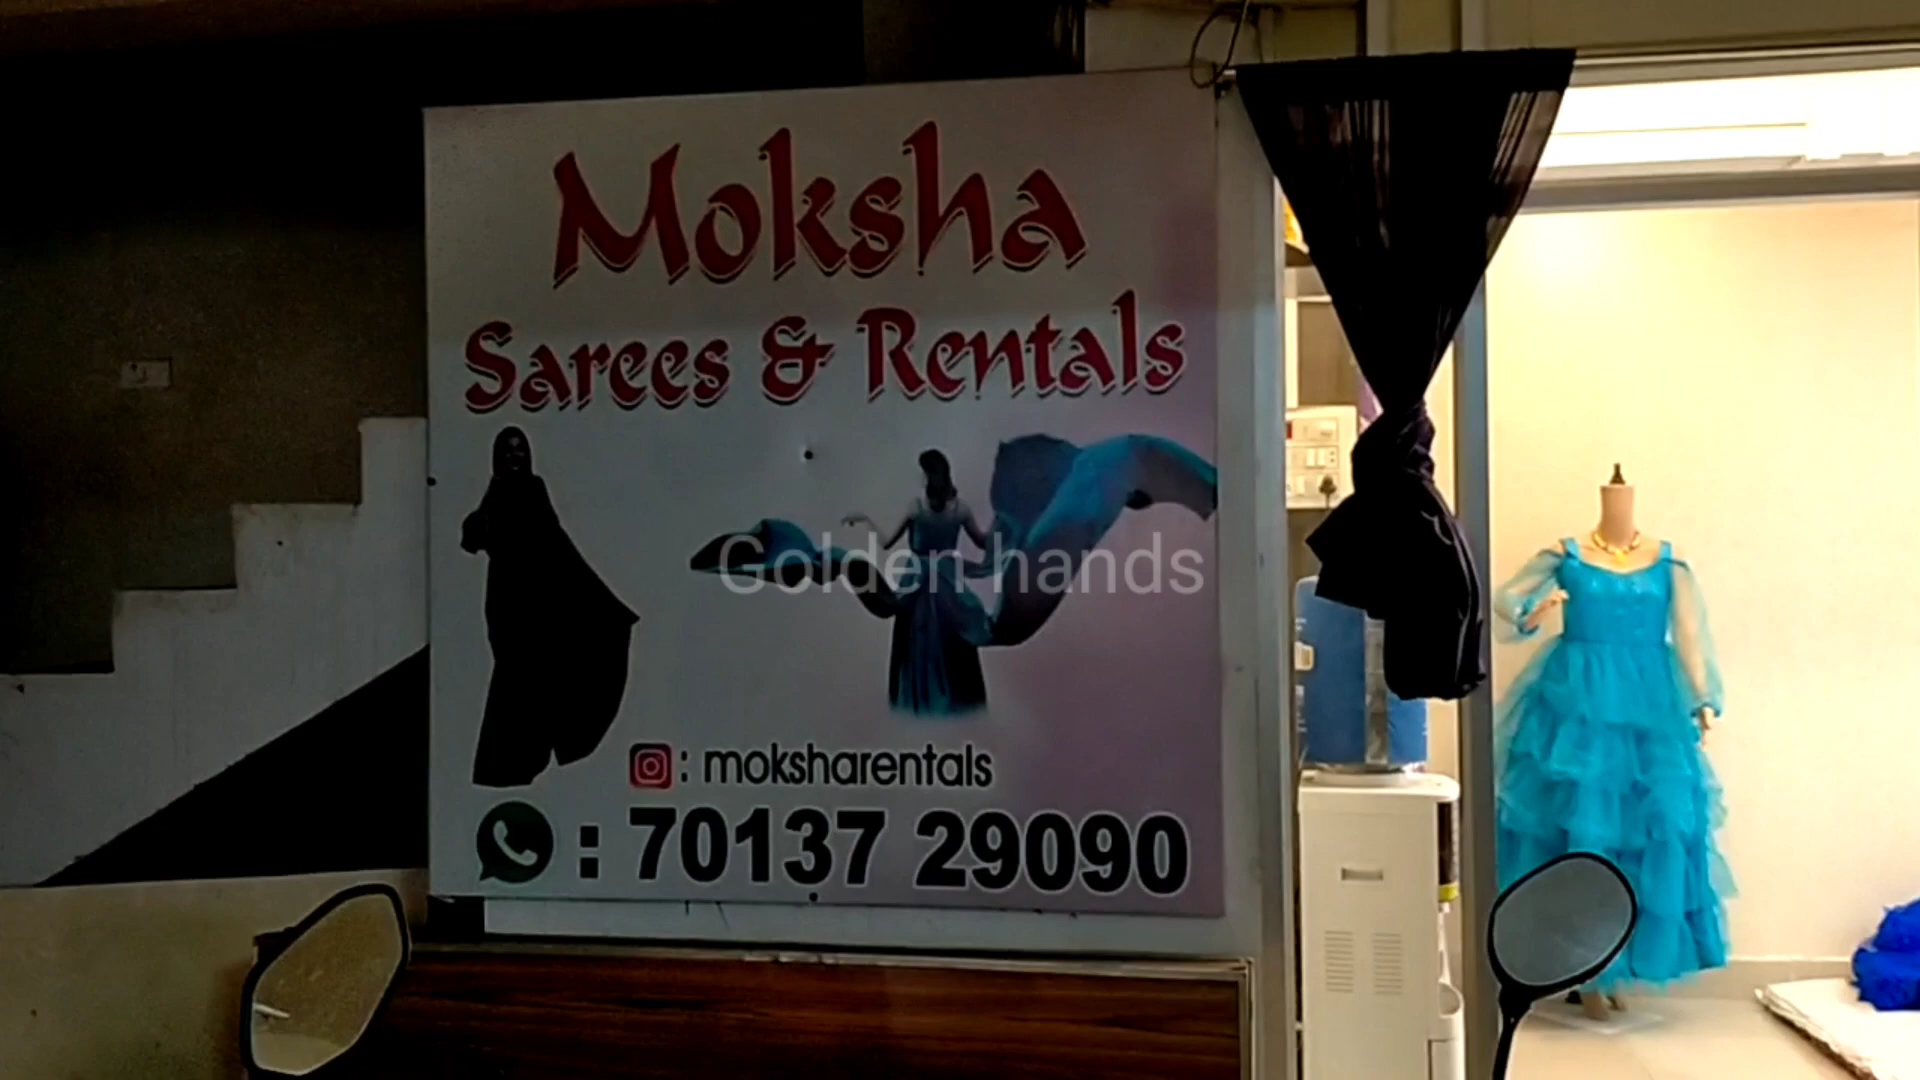 Moksha
Sarees & Rentals
Golden hands
: moksharentals
: 70137 29090